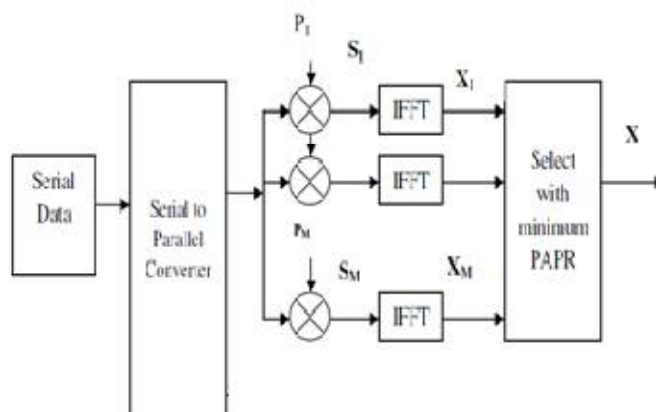 P1
S1
X1
IFFT
X
Serial
Data
Serial to
Parallel
Converter
IFFT
Select
with
minimum
PAPR
PM
SM
XM
IFFT